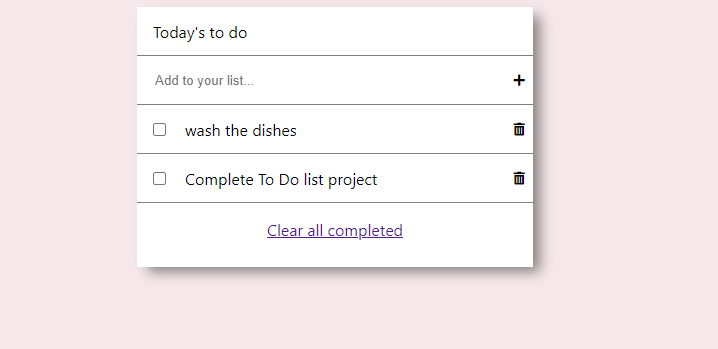 Today's to do
Add to your list...
wash the dishes
Complete To Do list project
Clear all completed